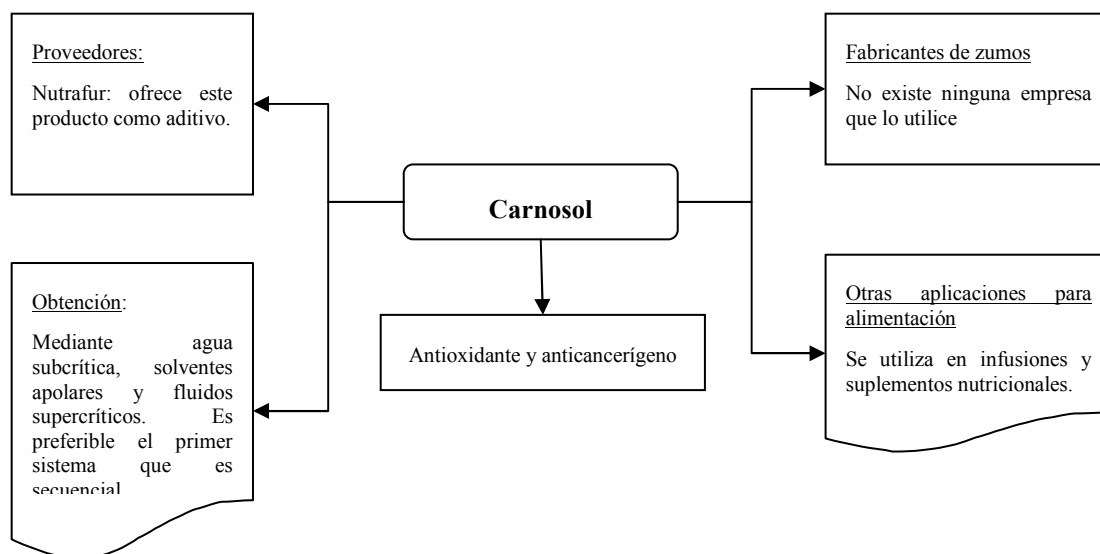 Proveedores:
Nutrafur: ofrece este
producto como aditivo.
Obtención:
Mediante agua
subcrítica, solventes
apolares y fluidos
supercríticos. Es
preferible el primer
sistema que es
secuencial
Carnosol
Antioxidante y anticancerígeno
Fabricantes de zumos
No existe ninguna empresa
que lo utilice
Otras aplicaciones para
alimentación
Se utiliza en infusiones y
suplementos nutricionales.